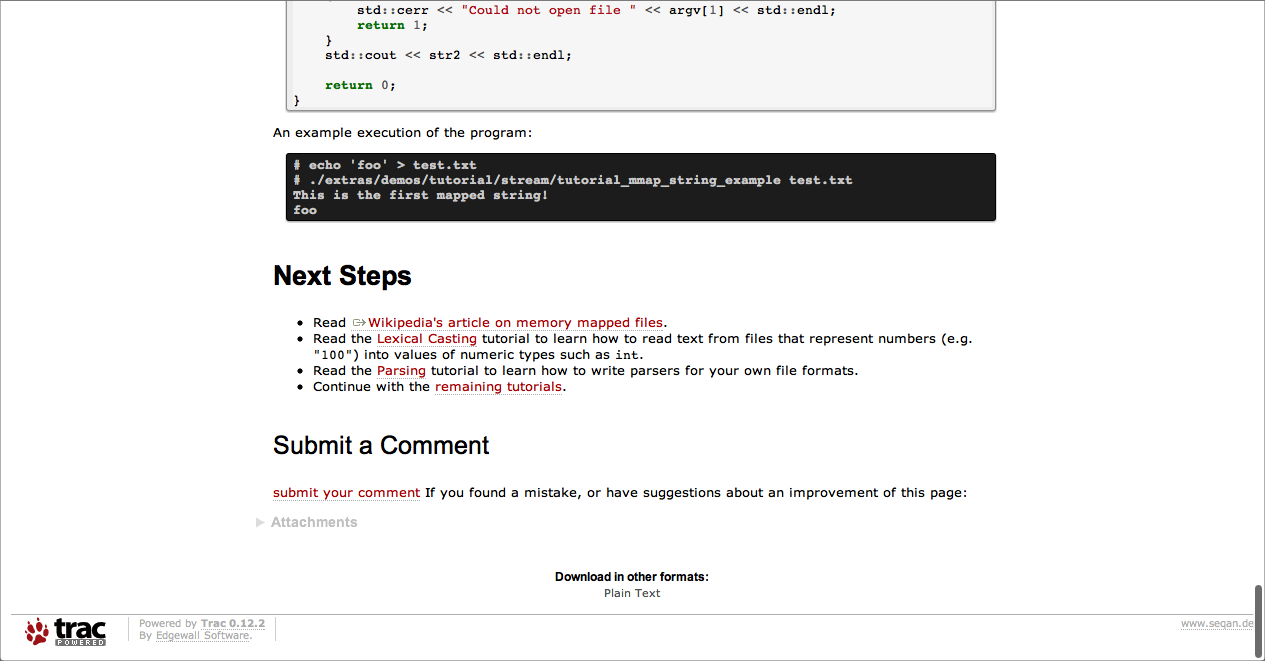 std::cerr << "Could not open file " << argv[1] << std::endl;
return 1;
}
std::cout << str2 << std::endl;
return 0;
}
An example execution of the program:
# echo 'foo' > test.txt
# ./extras/demos/tutorial/stream/tutorial_mmap_string_example test.txt
This is the first mapped string!
foo
Next Steps
Read Wikipedia's article on memory mapped files.
Read the Lexical Casting tutorial to learn how to read text from files that represent numbers (e.g.
"100") into values of numeric types such as int.
Read the Parsing tutorial to learn how to write parsers for your own file formats.
Continue with the remaining tutorials.
Submit a Comment
submit your comment If you found a mistake, or have suggestions about an improvement of this page:
Attachments
Download in other formats:
Plain Text
trac POWERED
Powered by Trac 0.12.2
By Edgewall Software.
www.seqan.de